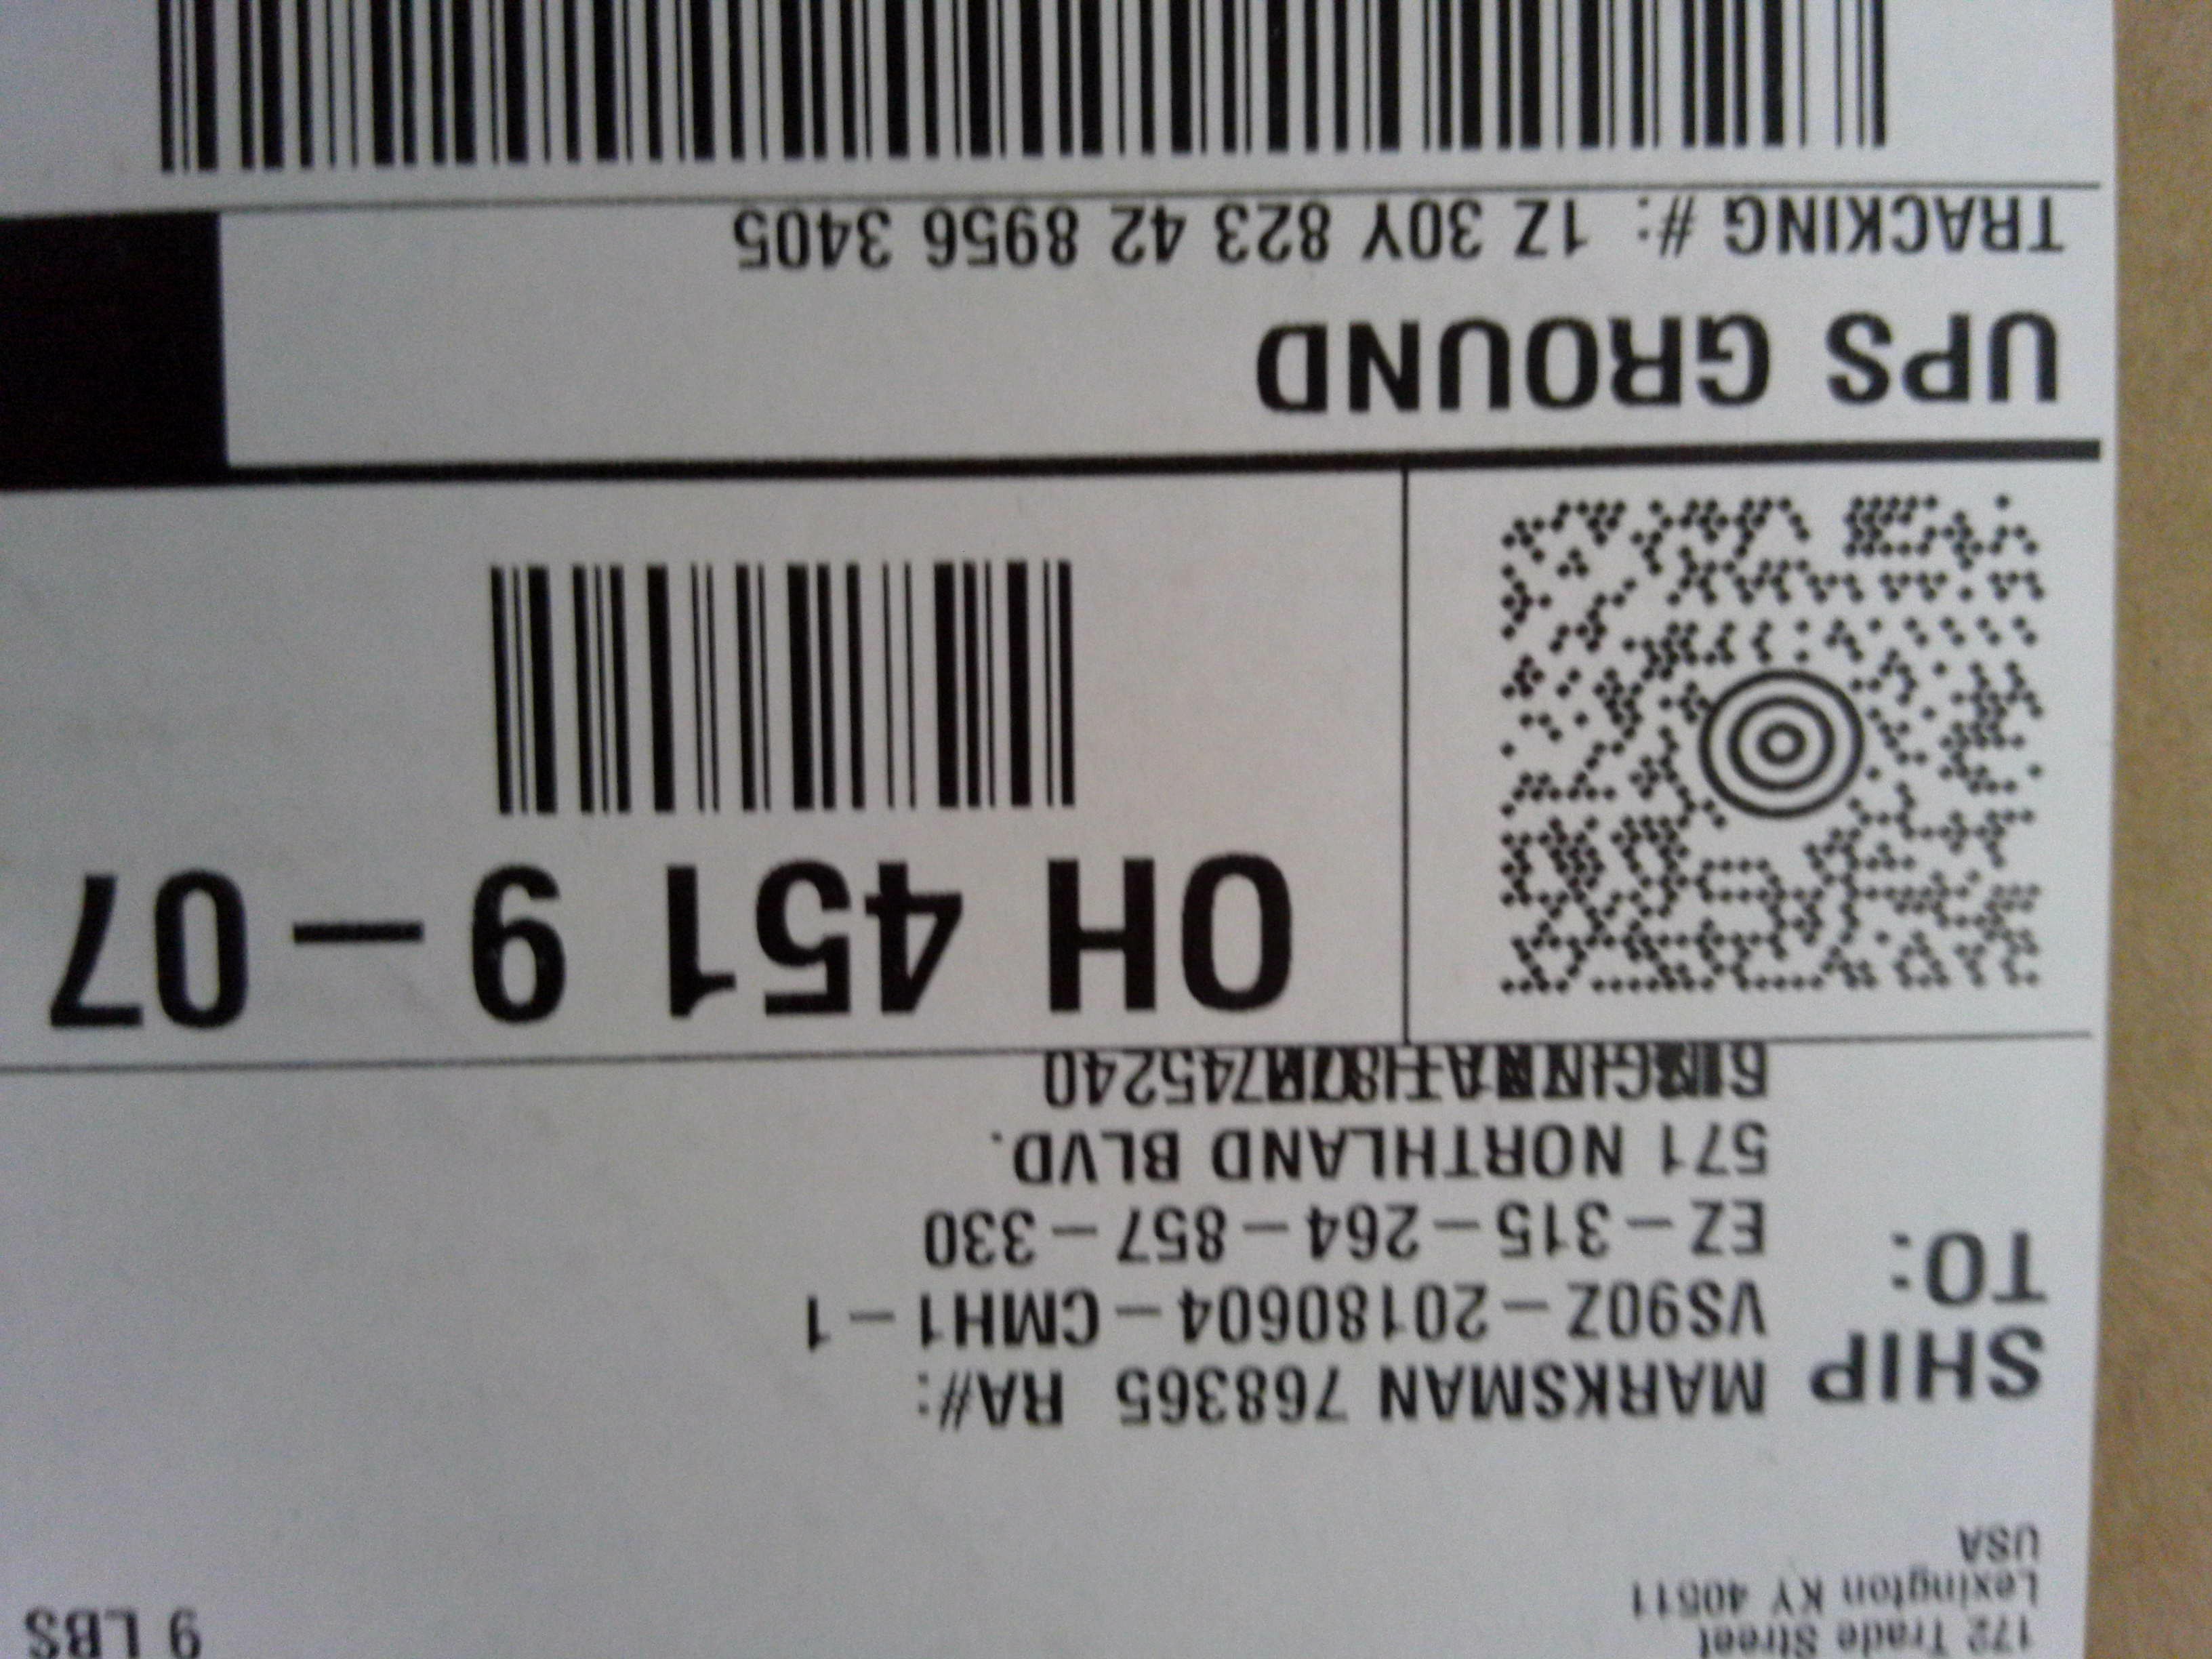 172 Trade Street
Lexington KY 40511
USA
9 LBS
SHIP
TO:
MARKSMAN 768365 RA#:
VS90Z-20180604-CMH1-1
EZ-315-264-857-330
571 NORTHLAND BLVD.
45240
OH 451 9-07
UPS GROUND
TRACKING #: 1Z 30Y 823 42 8956 3405